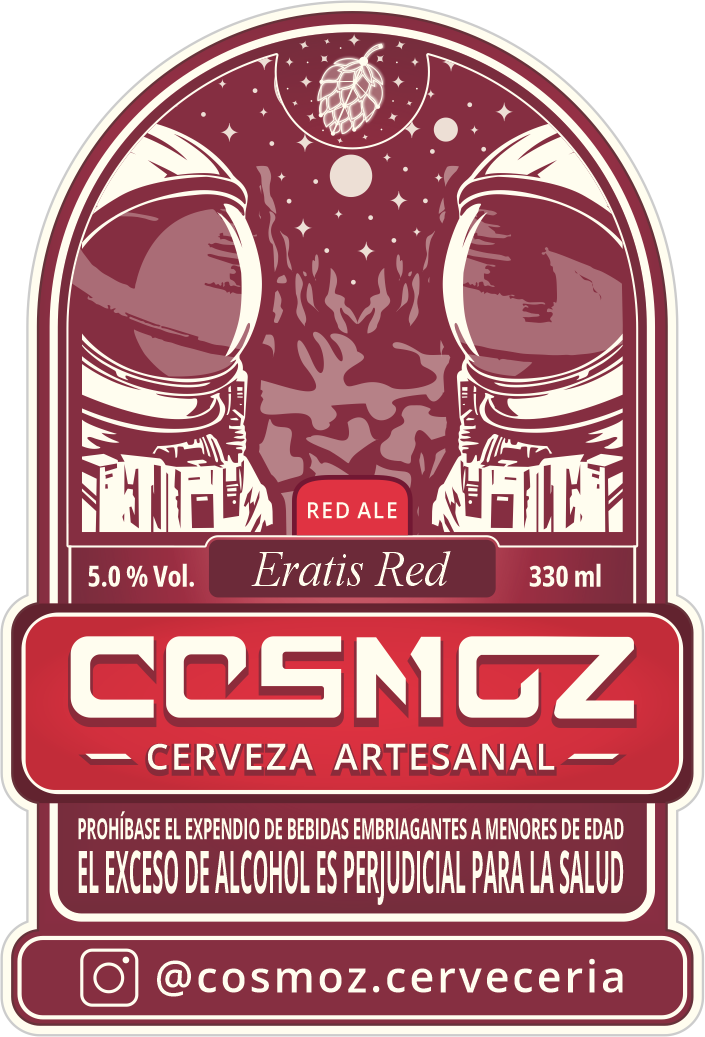 RED ALE
5.0 % Vol.
Eratis Red
330 ml
COSMOZ
CERVEZA ARTESANAL
PROHÍBASE EL EXPENDIO DE BEBIDAS EMBRIAGANTES A MENORES DE EDAD
EL EXCESO DE ALCOHOL ES PERJUDICIAL PARA LA SALUD
@cosmoz.cerveceria